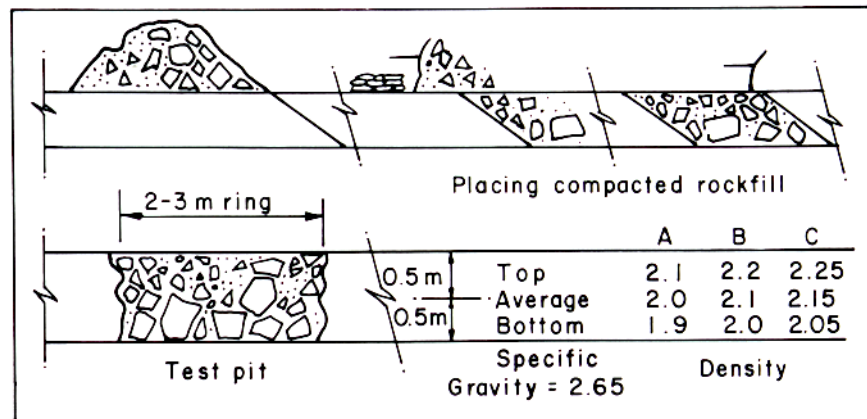 Placing compacted rockfill
2-3 m ring
A B C
0.5 m Top 2.1 2.2 2.25
Average 2.0 2.1 2.15
0.5m Bottom 1.9 2.0 2.05
Test pit Specific Density
Gravity = 2.65